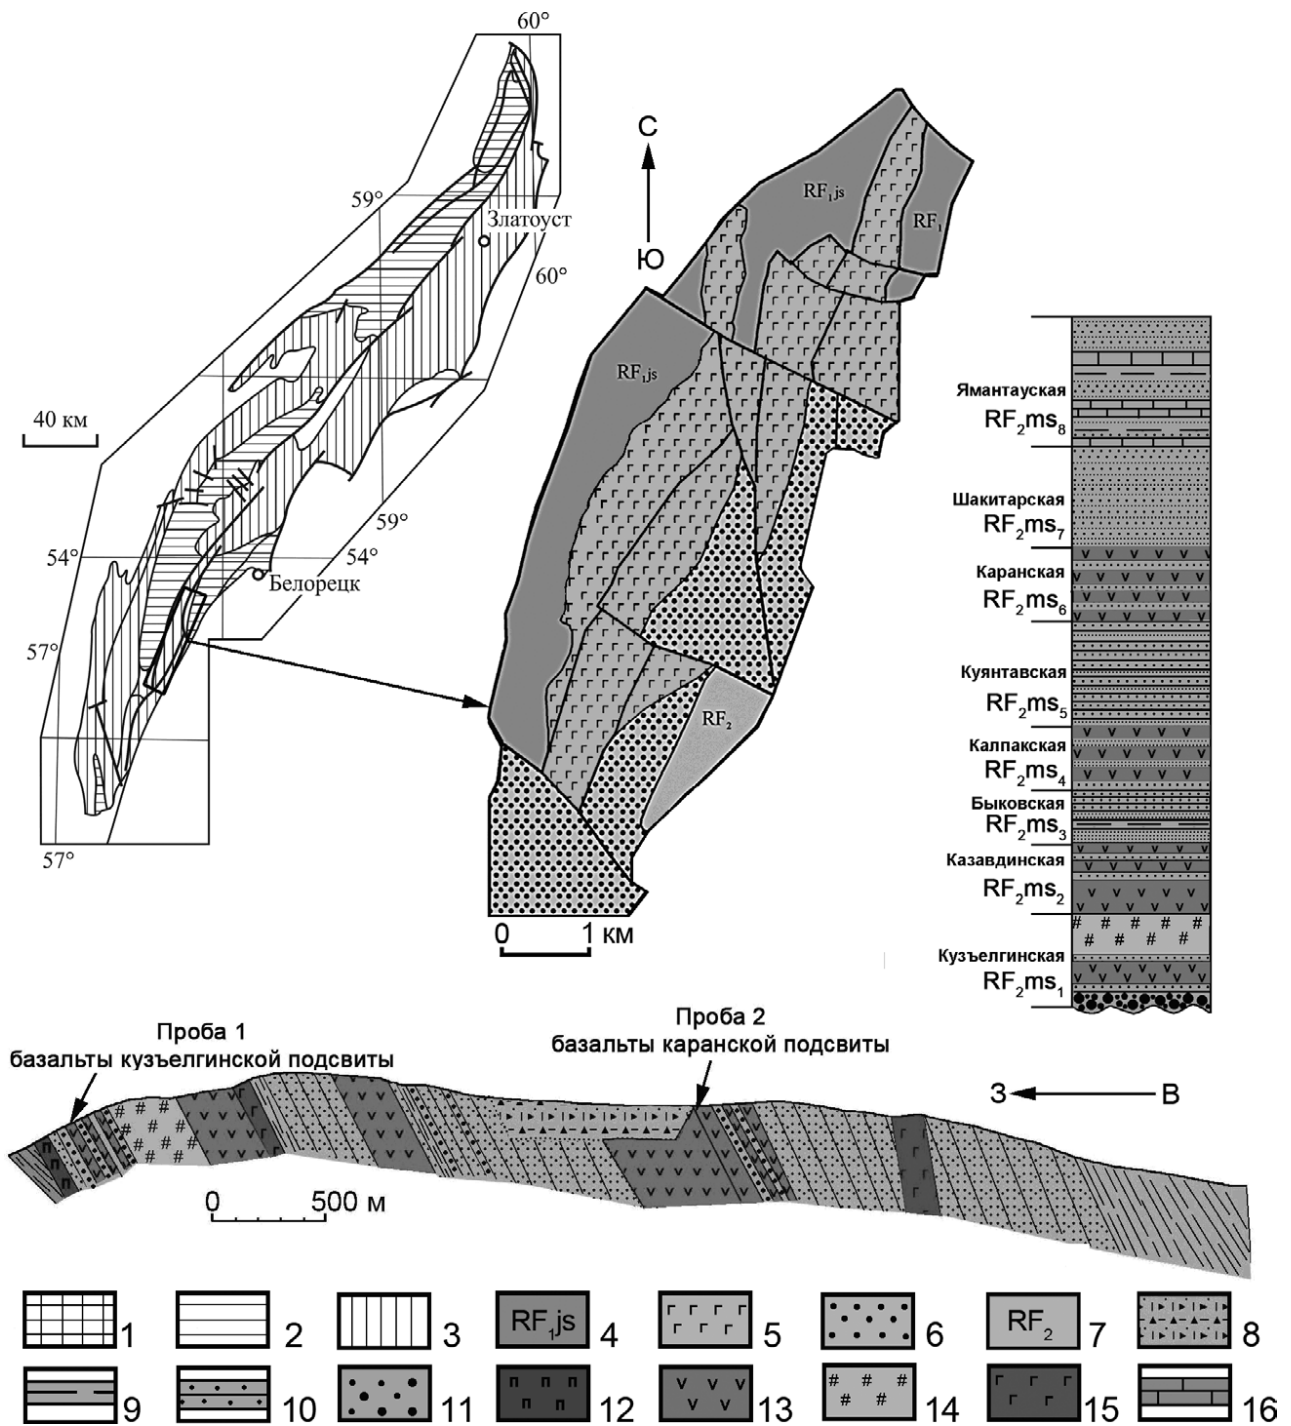 60°
59°
Златоуст
60°
40 км
59°
54°
54°
Белорецк
57°
57°
С
Ю
RF₁js
RF₁
RF₁js
RF₂
0 1 км
Ямантауская
RF₂ms₈
Шакитарская
RF₂ms₇
Каранская
RF₂ms₆
Куянтавская
RF₂ms₅
Калпакская
RF₂ms₄
Быковская
RF₂ms₃
Казавдинская
RF₂ms₂
Кузъелгинская
RF₂ms₁
Проба 1
базальты кузъелгинской подсвиты
Проба 2
базальты каранской подсвиты
З В
0 500 м
1 2 3 RF₁js 4 5 6 RF₂ 7 8
9 10 11 12 13 14 15 16